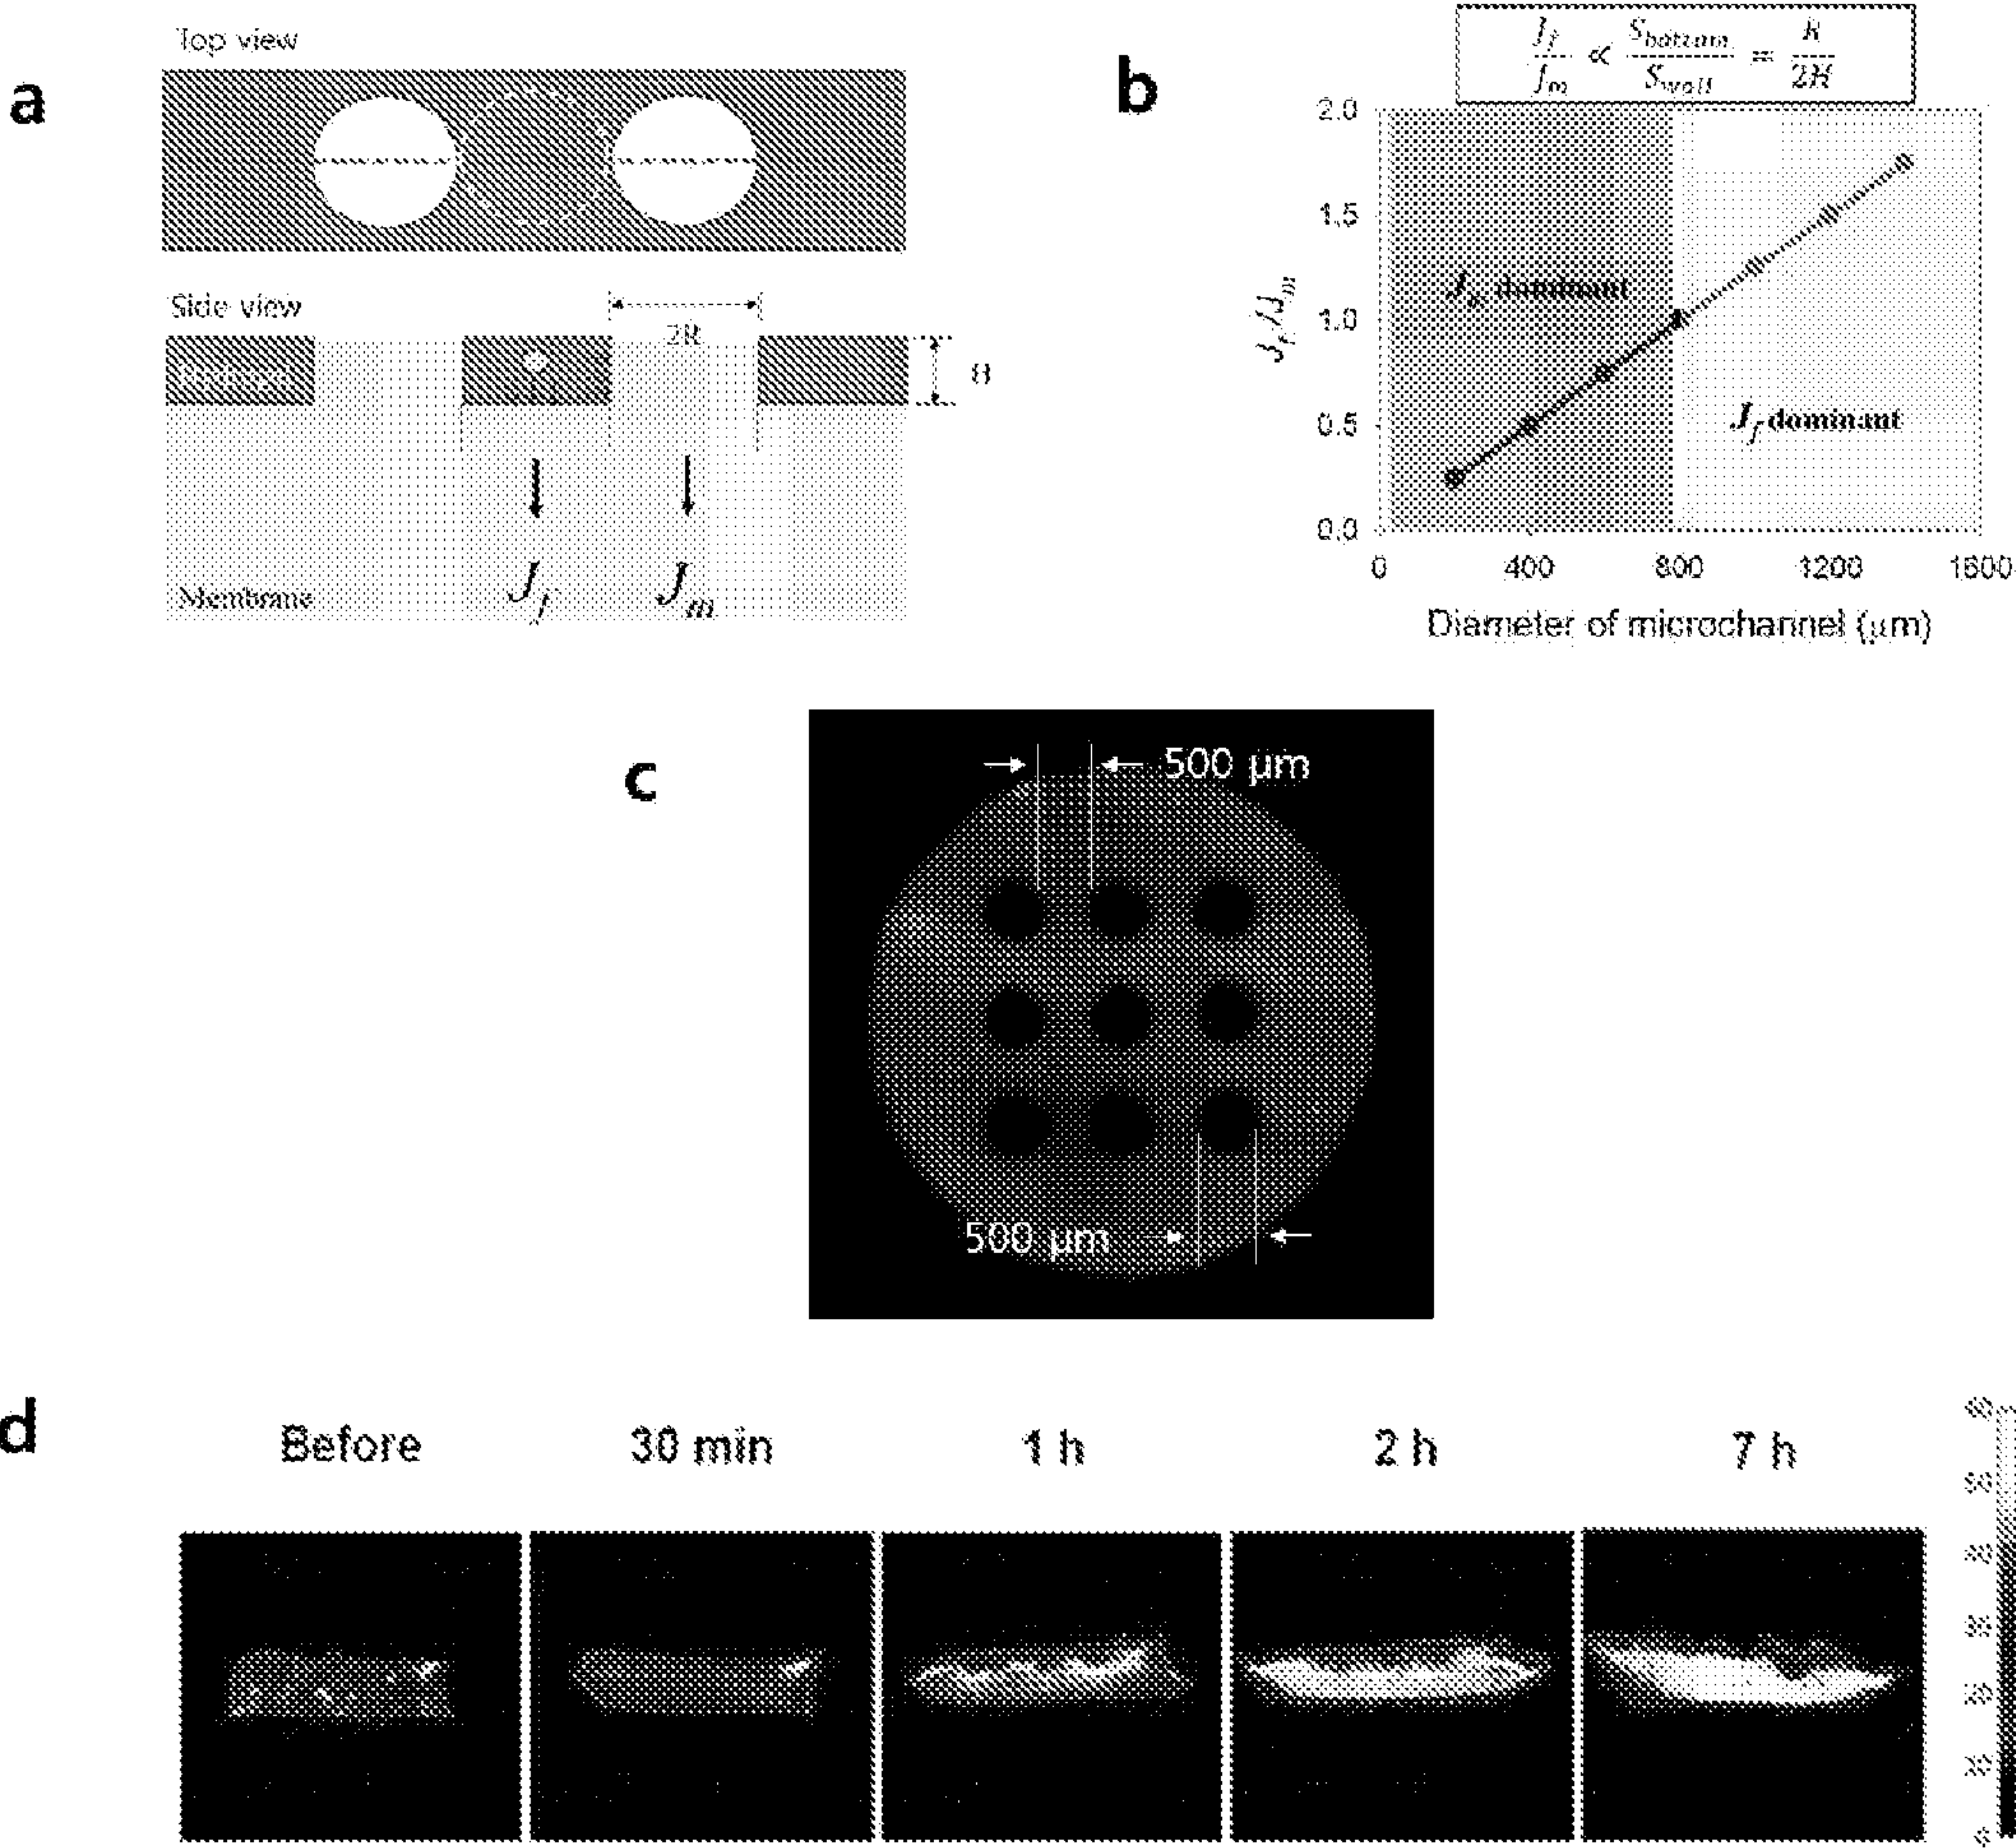 a
Top view
Side view
2R
H
Membrane
J_f
J_m
b
J_f/J_m ∝ S_bottom/S_wall = R/2H
2.0
1.5
1.0
0.5
0.0
J_f/J_m
J_m dominant
J_f dominant
0 400 800 1200 1600
Diameter of microchannel (μm)
c
500 μm
500 μm
d
Before 30 min 1 h 2 h 7 h
0